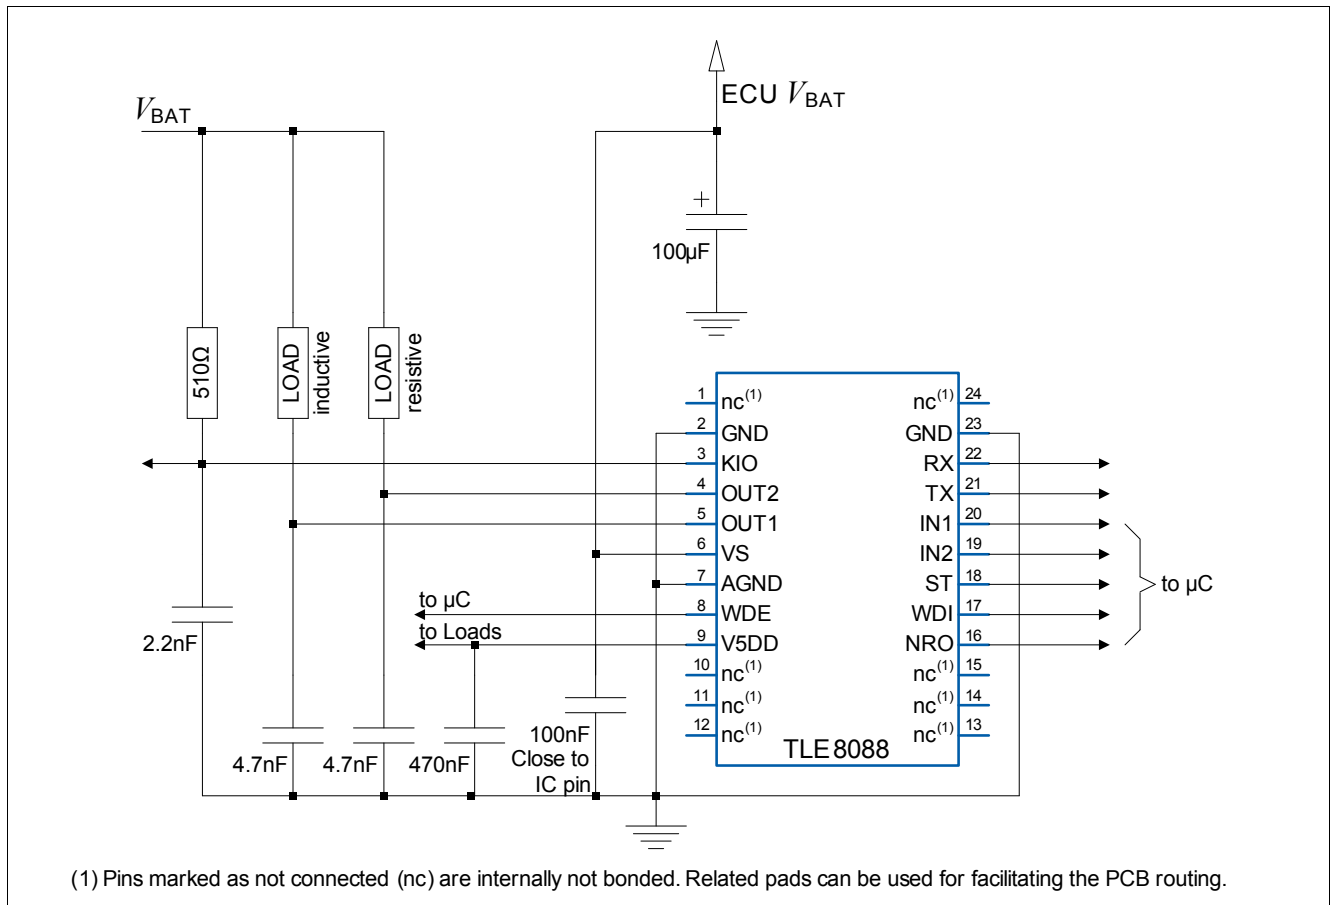 ECU VBAT
VBAT
100µF
510Ω
LOAD
inductive
LOAD
resistive
1 nc(1) nc(1) 24
2 GND GND 23
3 KIO RX 22
4 OUT2 TX 21
5 OUT1 IN1 20
6 VS IN2 19
7 AGND ST 18
to µC
8 WDE WDI 17
to µC
to Loads
9 V5DD NRO 16
2.2nF
10 nc(1) nc(1) 15
11 nc(1) nc(1) 14
12 nc(1) nc(1) 13
TLE8088
4.7nF
4.7nF
470nF
100nF
Close to
IC pin
(1) Pins marked as not connected (nc) are internally not bonded. Related pads can be used for facilitating the PCB routing.